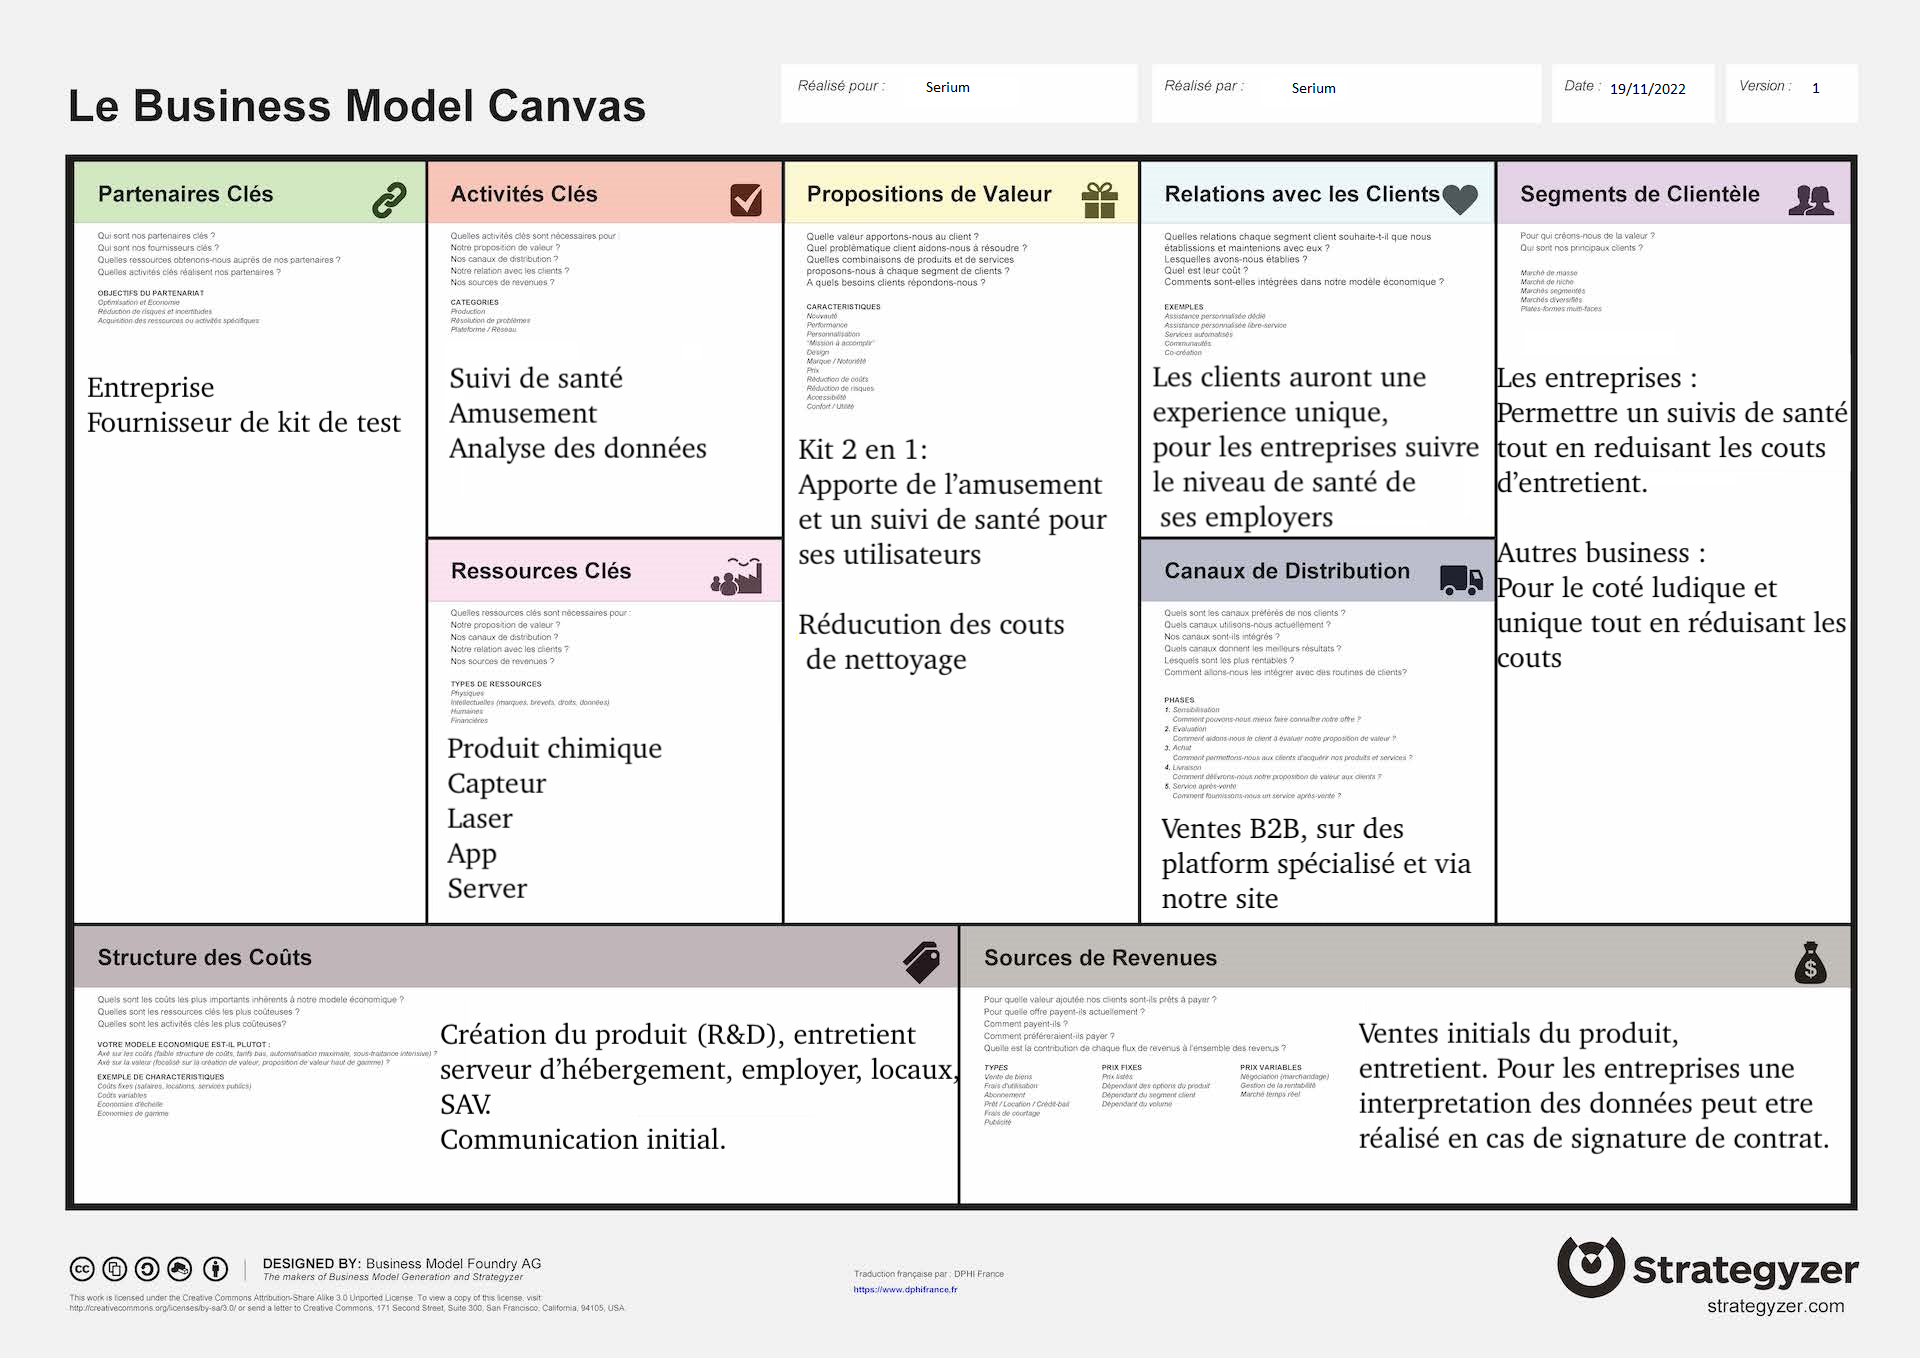 Le Business Model Canvas
Réalisé pour :
Serium
Réalisé par :
Serium
Date :
19/11/2022
Version :
1
Partenaires Clés
Qui sont nos partenaires clés ?
Qui sont nos fournisseurs clés ?
Quelles ressources obtenons-nous auprès de nos partenaires ?
Quelles activités clés réalisent nos partenaires ?
OBJECTIFS DU PARTENARIAT
Optimisation et Economie
Réduction de risques et incertitudes
Acquisition des ressources ou activités spécifiques
Entreprise
Fournisseur de kit de test
Activités Clés
Quelles activités clés sont nécessaires pour :
Notre proposition de valeur ?
Nos canaux de distribution ?
Notre relation avec les clients ?
Nos sources de revenues ?
CATEGORIES
Production
Résolution de problèmes
Plateforme / Réseau
Suivi de santé
Amusement
Analyse des données
Ressources Clés
Quelles ressources clés sont nécessaires pour :
Notre proposition de valeur ?
Nos canaux de distribution ?
Notre relation avec les clients ?
Nos sources de revenues ?
TYPES DE RESSOURCES
Physiques
Intellectuelles (marques, brevets, droits, données)
Humaines
Financières
Produit chimique
Capteur
Laser
App
Server
Propositions de Valeur
Quelle valeur apportons-nous au client ?
Quel problématique client aidons-nous à résoudre ?
Quelles combinaisons de produits et de services
proposons-nous à chaque segment de clients ?
A quels besoins clients répondons-nous ?
CARACTERISTIQUES
Nouveauté
Performance
Personnalisation
"Mission à accomplir"
Design
Marque / Notoriété
Prix
Réduction de coûts
Réduction de risques
Accessibilité
Confort / Utilité
Kit 2 en 1:
Apporte de l’amusement
et un suivi de santé pour
ses utilisateurs
Réducution des couts
de nettoyage
Relations avec les Clients
Quelles relations chaque segment client souhaite-t-il que nous
établissions et maintenions avec eux ?
Lesquelles avons-nous établies ?
Quel est leur coût ?
Comments sont-elles intégrées dans notre modèle économique ?
EXEMPLES
Assistance personnalisée dédié
Assistance personnalisée libre-service
Services automatisés
Communautés
Co-création
Les clients auront une
experience unique,
pour les entreprises suivre
le niveau de santé de
ses employers
Canaux de Distribution
Quels sont les canaux préférés de nos clients ?
Quels canaux utilisons-nous actuellement ?
Nos canaux sont-ils intégrés ?
Quels canaux donnent les meilleurs résultats ?
Lesquels sont les plus rentables ?
Comment allons-nous les intégrer avec des routines de clients?
PHASES
1. Sensibilisation
Comment pouvons-nous mieux faire connaître notre offre ?
2. Evaluation
Comment aidons-nous le client à évaluer notre proposition de valeur ?
3. Achat
Comment permettons-nous aux clients d'acquérir nos produits et services ?
4. Livraison
Comment délivrons-nous notre proposition de valeur aux clients ?
5. Service après-vente
Comment fournissons-nous un service après-vente ?
Ventes B2B, sur des
platform spécialisé et via
notre site
Segments de Clientèle
Pour qui créons-nous de la valeur ?
Qui sont nos principaux clients ?
Marché de masse
Marché de niche
Marchés segmentés
Marchés diversifiés
Plates-formes multi-faces
Les entreprises :
Permettre un suivis de santé
tout en reduisant les couts
d’entretient.
Autres business :
Pour le coté ludique et
unique tout en réduisant les
couts
Structure des Coûts
Quels sont les coûts les plus importants inhérents à notre modele économique ?
Quelles sont les ressources clés les plus coûteuses ?
Quelles sont les activités clés les plus coûteuses?
VOTRE MODELE ECONOMIQUE EST-IL PLUTOT :
Axé sur les coûts (faible structure de coûts, tarifs bas, automatisation maximale, sous-traitance intensive) ?
Axé sur la valeur (focalisé sur la création de valeur, proposition de valeur haut de gamme) ?
EXEMPLE DE CHARACTERISTIQUES
Coûts fixes (salaires, locations, services publics)
Coûts variables
Economies d'échelle
Economies de gamme
Création du produit (R&D), entretient
serveur d’hébergement, employer, locaux,
SAV.
Communication initial.
Sources de Revenues
Pour quelle valeur ajoutée nos clients sont-ils prêts à payer ?
Pour quelle offre payent-ils actuellement ?
Comment payent-ils ?
Comment préféreraient-ils payer ?
Quelle est la contribution de chaque flux de revenus à l'ensemble des revenus ?
TYPES
Vente de biens
Frais d'utilisation
Abonnement
Prêt / Location / Crédit-bail
Frais de courtage
Publicité
PRIX FIXES
Prix listés
Dépendant des options du produit
Dépendant du segment client
Dépendant du volume
PRIX VARIABLES
Négociation (marchandage)
Gestion de la rentabilité
Marché temps réel
Ventes initials du produit,
entretient. Pour les entreprises une
interpretation des données peut etre
réalisé en cas de signature de contrat.
DESIGNED BY: Business Model Foundry AG
The makers of Business Model Generation and Strategyzer
This work is licensed under the Creative Commons Attribution-Share Alike 3.0 Unported License. To view a copy of this license, visit:
http://creativecommons.org/licenses/by-sa/3.0/ or send a letter to Creative Commons, 171 Second Street, Suite 300, San Francisco, California, 94105, USA.
Traduction française par : DPHI France
https://www.dphifrance.fr
Strategyzer
strategyzer.com